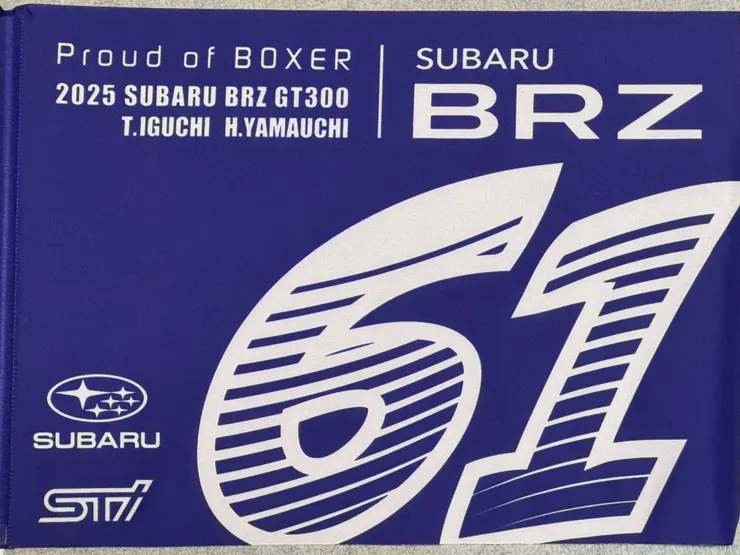 Proud of BOXER
2025 SUBARU BRZ GT300
T.IGUCHI H.YAMAUCHI
SUBARU
BRZ
61
SUBARU
STi